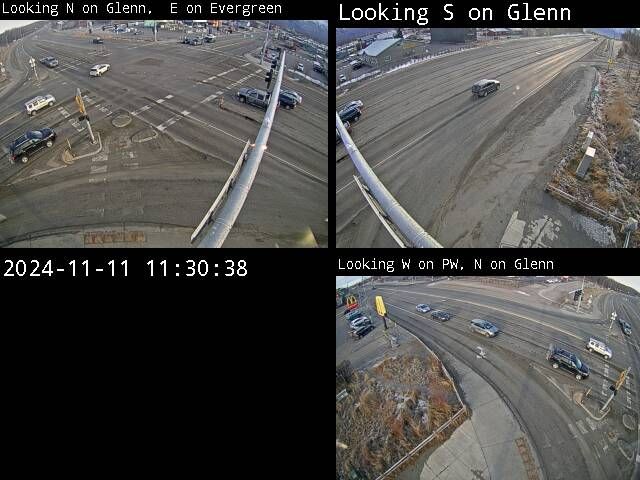 Looking N on Glenn,  E on Evergreen
Looking S on Glenn
2024-11-11 11:30:38
Looking W on PW, N on Glenn